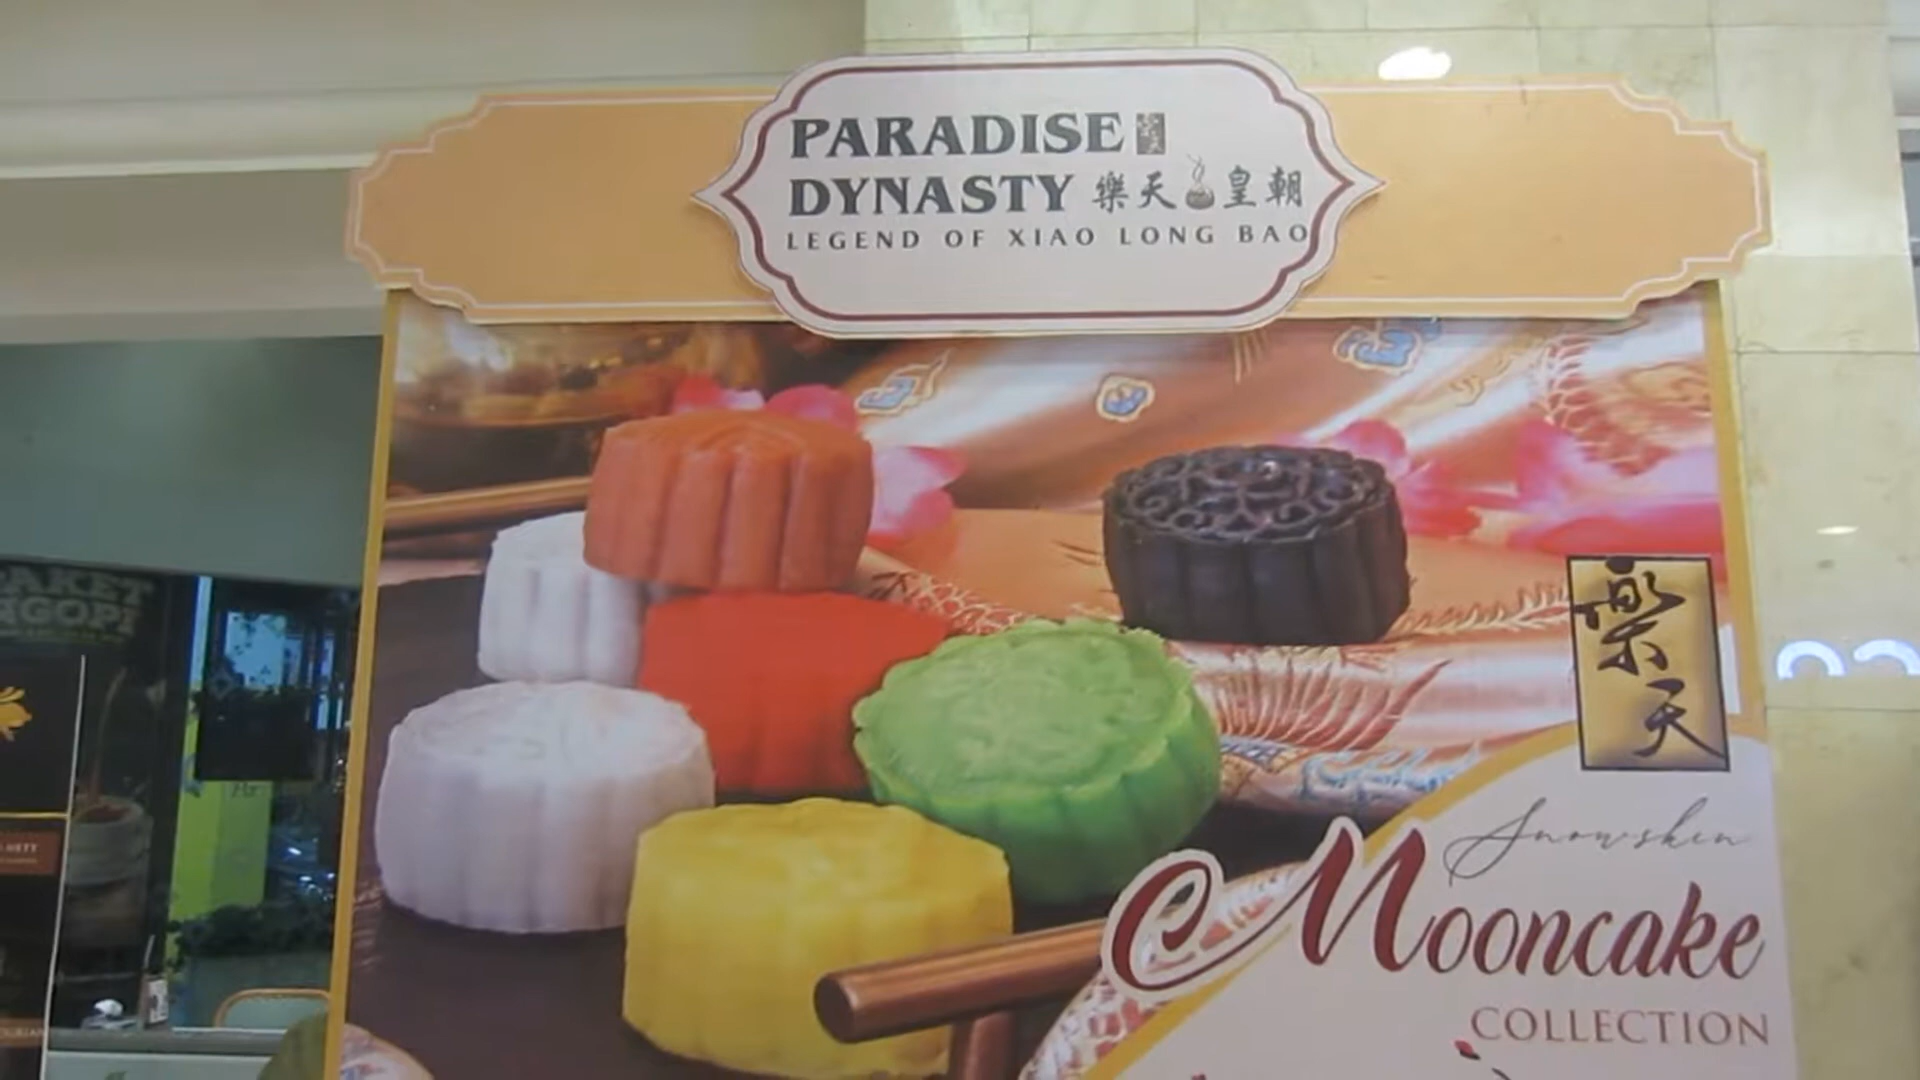 PARADISE
DYNASTY 樂天皇朝
LEGEND OF XIAO LONG BAO
樂天
Snowskin
Mooncake
COLLECTION